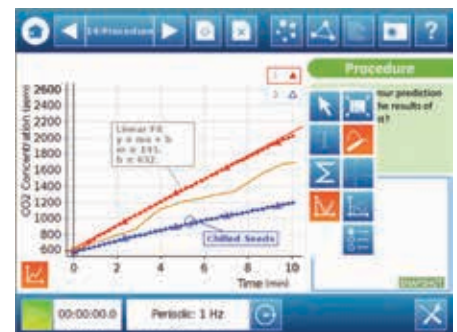 14:Procedure
?
Procedure
our prediction
he results of
CO2 Concentration (ppm)
2600
2400
2200
2000
1800
1600
1400
1200
1000
800
600
Linear Fit
y = mx + b
1
2
Chilled Seeds
0
2
4
6
8
10
Time (min)
00:00:00.0
Periodic: 1 Hz